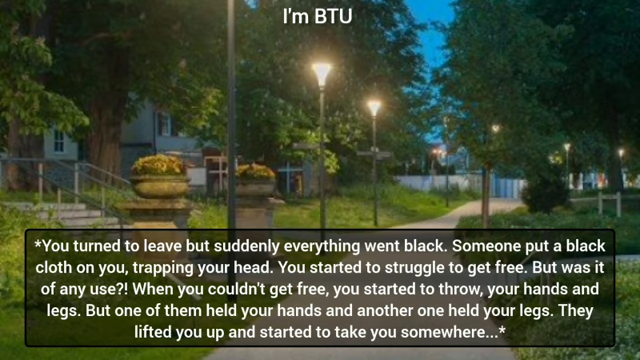 I'm BTU
*You turned to leave but suddenly everything went black. Someone put a black
cloth on you, trapping your head. You started to struggle to get free. But was it
of any use?! When you couldn't get free, you started to throw, your hands and
legs. But one of them held your hands and another one held your legs. They
lifted you up and started to take you somewhere...*